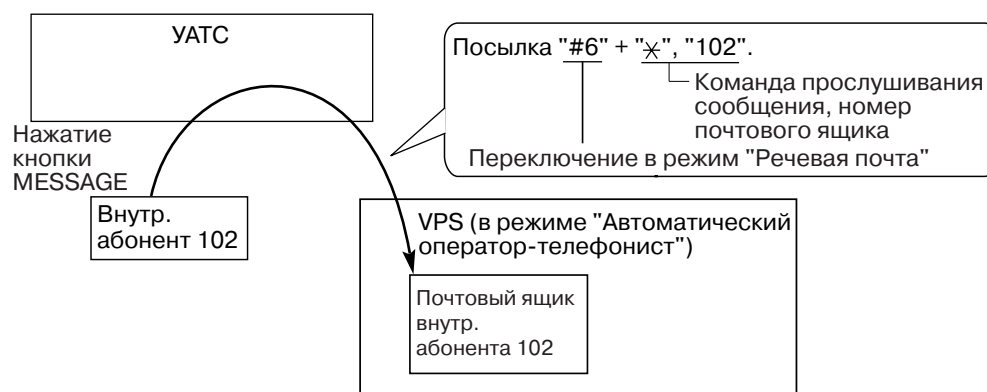 УАТС
Посылка "#6" + "*", "102".
Команда прослушивания
сообщения, номер
почтового ящика
Переключение в режим "Речевая почта"
Нажатие
кнопки
MESSAGE
Внутр.
абонент 102
VPS (в режиме "Автоматический
оператор-телефонист")
Почтовый ящик
внутр.
абонента 102